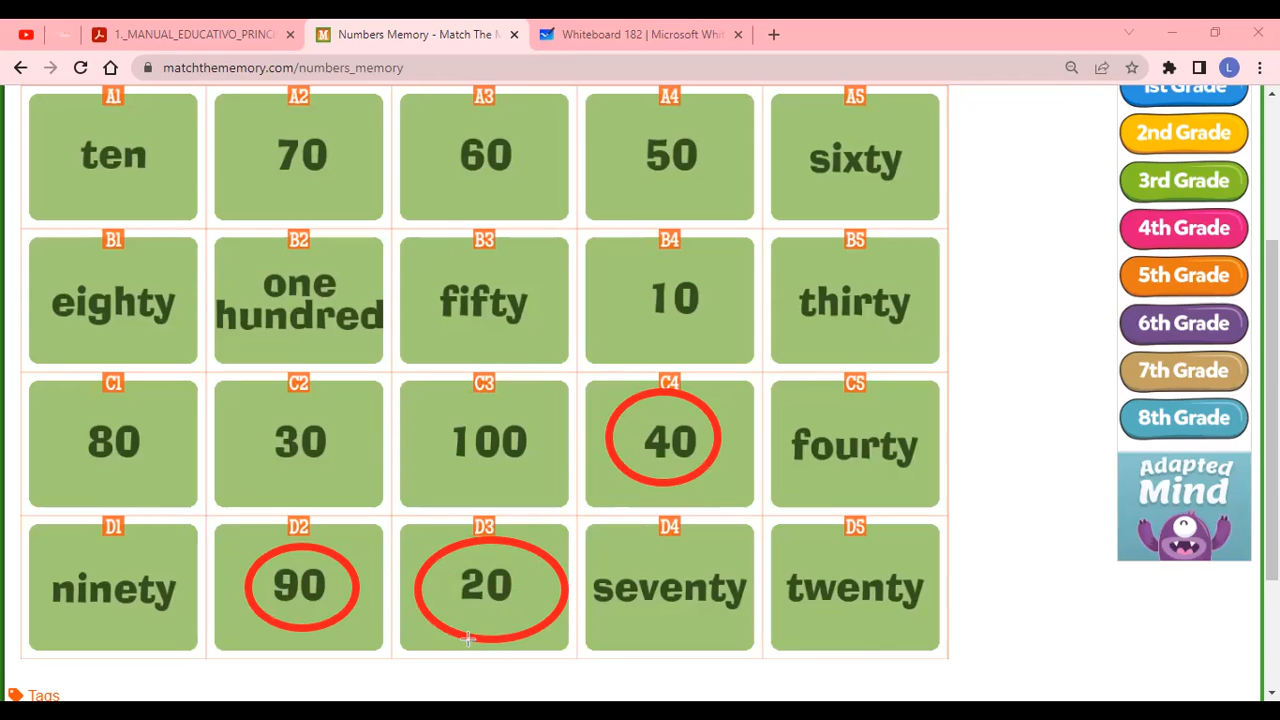 1._MANUAL_EDUCATIVO_PRINCI
Numbers Memory - Match The M
Whiteboard 182 | Microsoft Whit
matchthememory.com/numbers_memory
L
A1 A2 A3 A4 A5
ten 70 60 50 sixty
B1 B2 B3 B4 B5
eighty one hundred fifty 10 thirty
C1 C2 C3 C4 C5
80 30 100 40 fourty
D1 D2 D3 D4 D5
ninety 90 20 seventy twenty
Tags
1st Grade
2nd Grade
3rd Grade
4th Grade
5th Grade
6th Grade
7th Grade
8th Grade
Adapted
Mind